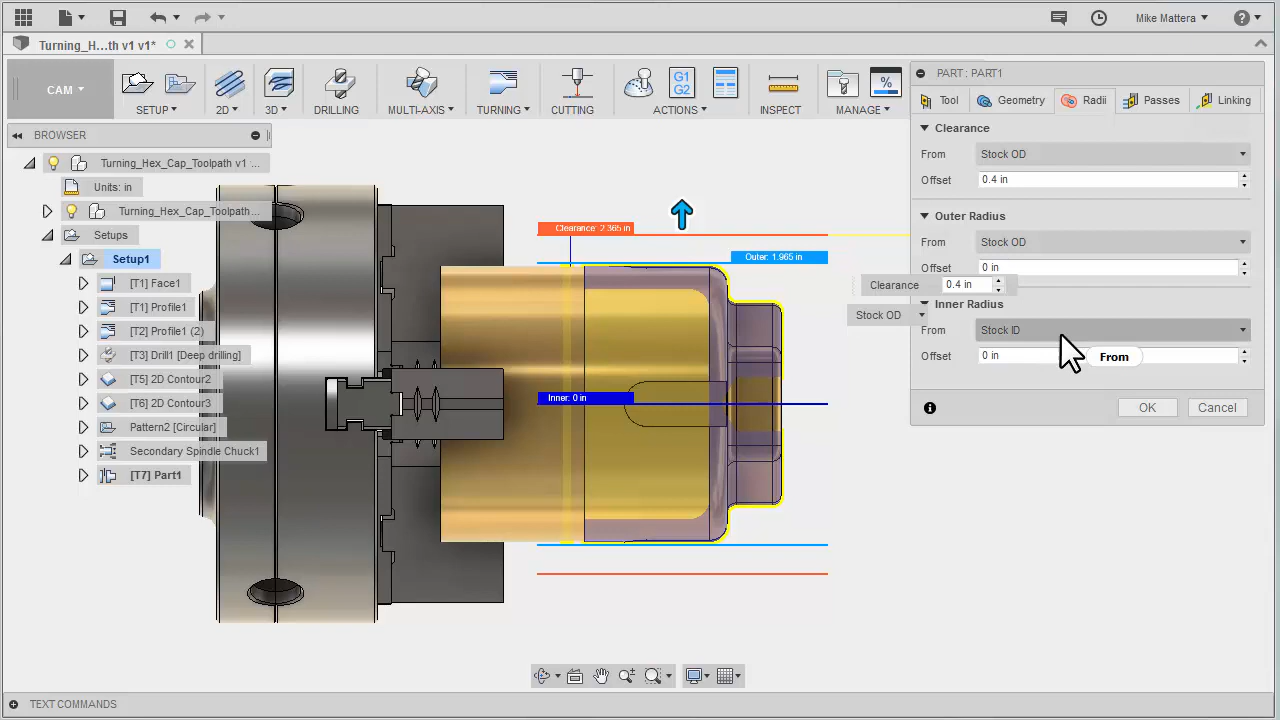 Mike Mattera
Turning_H...th v1 v1*
CAM
SETUP
2D
3D
DRILLING
MULTI-AXIS
TURNING
CUTTING
G1
G2
ACTIONS
INSPECT
%
MANAGE
PART : PART1
Tool
Geometry
Radii
Passes
Linking
Clearance
From
Stock OD
Offset
0.4 in
Outer Radius
From
Stock OD
Offset
0 in
Inner Radius
From
Stock ID
Offset
0 in
From
OK
Cancel
BROWSER
Turning_Hex_Cap_Toolpath v1 ...
Units: in
Turning_Hex_Cap_Toolpath...
Setups
Setup1
[T1] Face1
[T1] Profile1
[T2] Profile1 (2)
[T3] Drill1 [Deep drilling]
[T5] 2D Contour2
[T6] 2D Contour3
Pattern2 [Circular]
Secondary Spindle Chuck1
[T7] Part1
Clearance: 2.365 in
Outer: 1.965 in
Inner: 0 in
Clearance
0.4 in
Stock OD
TEXT COMMANDS